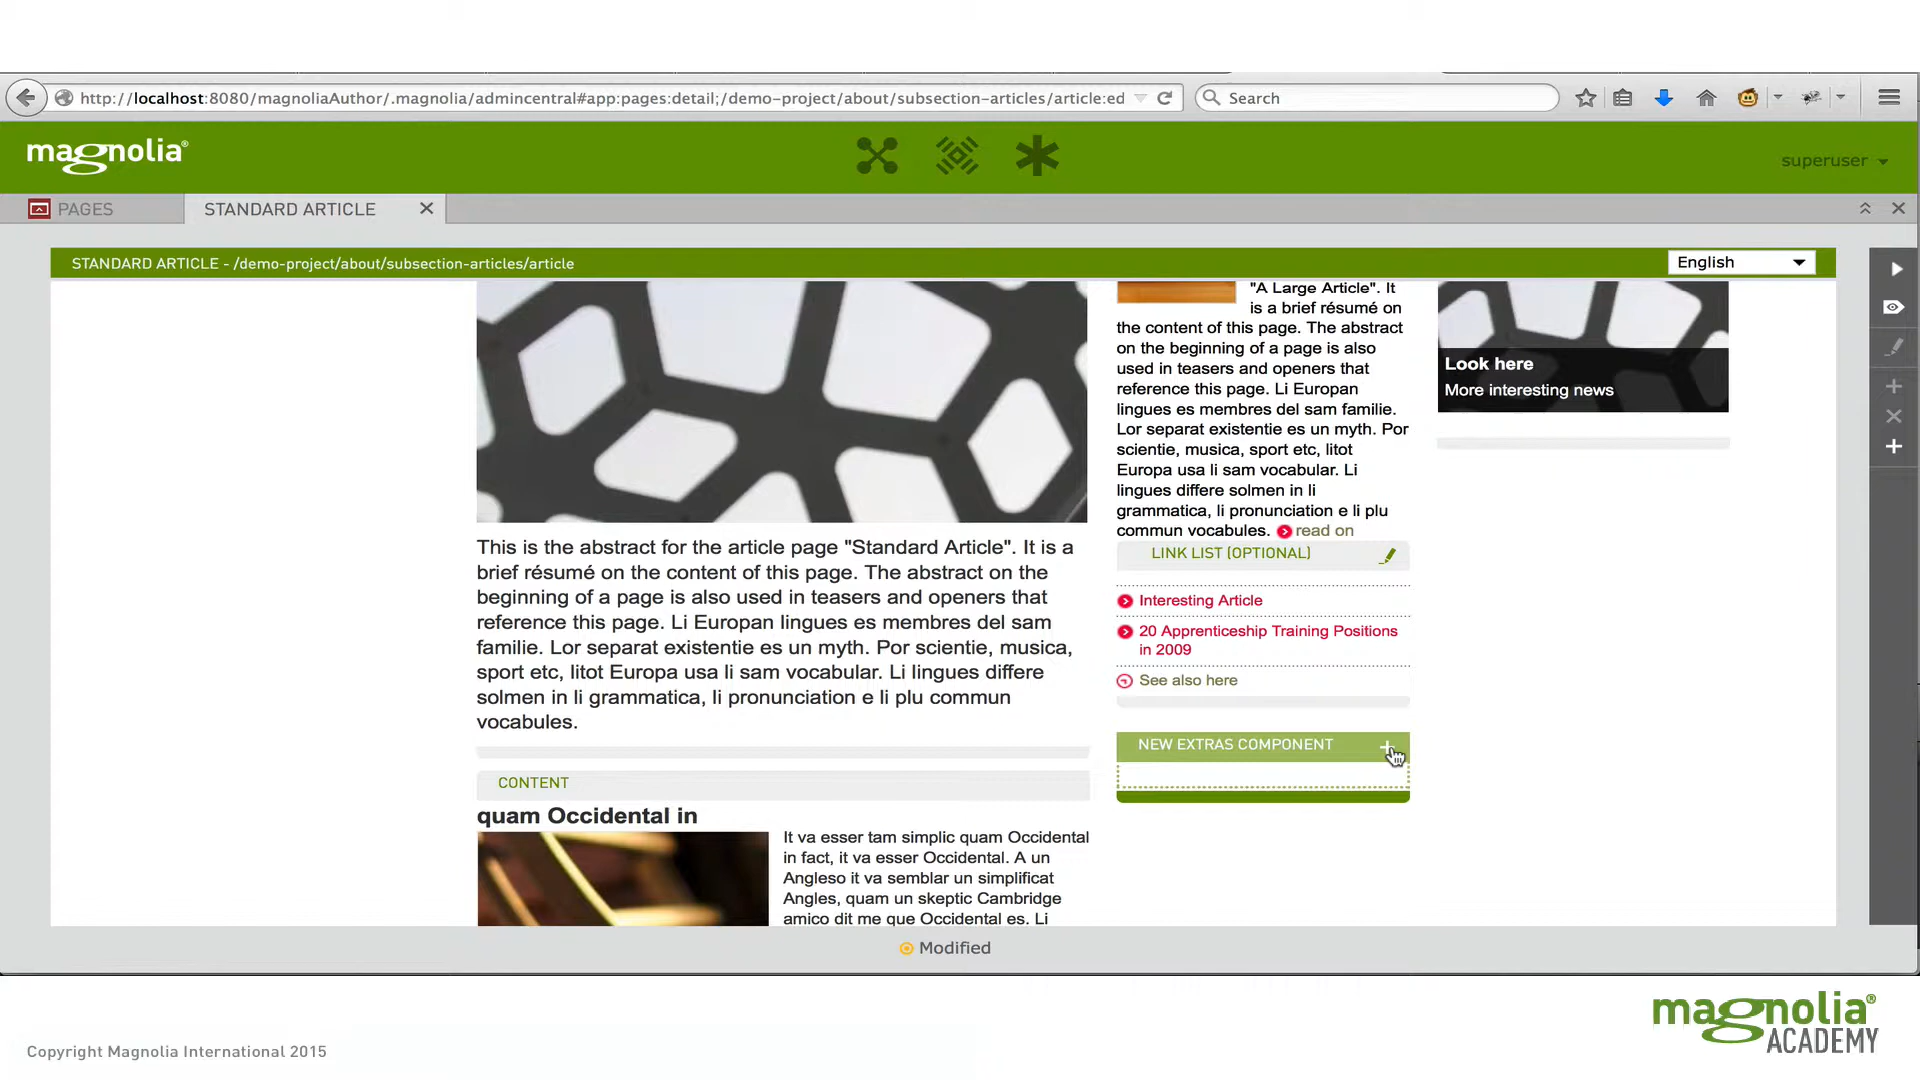 http://localhost:8080/magnoliaAuthor/.magnolia/admincentral#app:pages:detail;/demo-project/about/subsection-articles/article:ed
Search
magnolia®
superuser
PAGES
STANDARD ARTICLE
STANDARD ARTICLE - /demo-project/about/subsection-articles/article
English
This is the abstract for the article page "Standard Article". It is a
brief résumé on the content of this page. The abstract on the
beginning of a page is also used in teasers and openers that
reference this page. Li Europan lingues es membres del sam
familie. Lor separat existentie es un myth. Por scientie, musica,
sport etc, litot Europa usa li sam vocabular. Li lingues differe
solmen in li grammatica, li pronunciation e li plu commun
vocabules.
CONTENT
quam Occidental in
It va esser tam simplic quam Occidental
in fact, it va esser Occidental. A un
Angleso it va semblar un simplificat
Angles, quam un skeptic Cambridge
amico dit me que Occidental es. Li
"A Large Article". It
is a brief résumé on
the content of this page. The abstract
on the beginning of a page is also
used in teasers and openers that
reference this page. Li Europan
lingues es membres del sam familie.
Lor separat existentie es un myth. Por
scientie, musica, sport etc, litot
Europa usa li sam vocabular. Li
lingues differe solmen in li
grammatica, li pronunciation e li plu
commun vocabules. read on
LINK LIST (OPTIONAL)
Interesting Article
20 Apprenticeship Training Positions
in 2009
See also here
NEW EXTRAS COMPONENT
Look here
More interesting news
Modified
Copyright Magnolia International 2015
magnolia®
ACADEMY